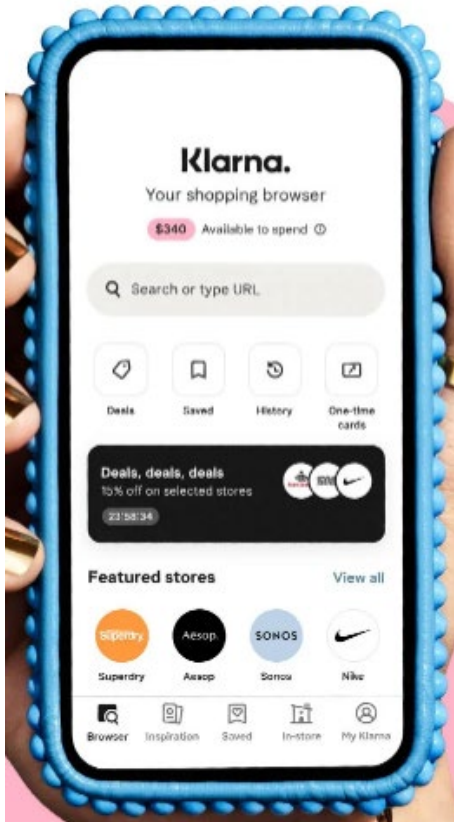 Klarna.
Your shopping browser
$340 Available to spend
Search or type URL
Deals Saved History One-time cards
Deals, deals, deals
15% off on selected stores
23:58:34
Featured stores View all
Superdry. Aesop. SONOS
Superdry Aesop Sonos Nike
Browser Inspiration Saved In-store My Klarna